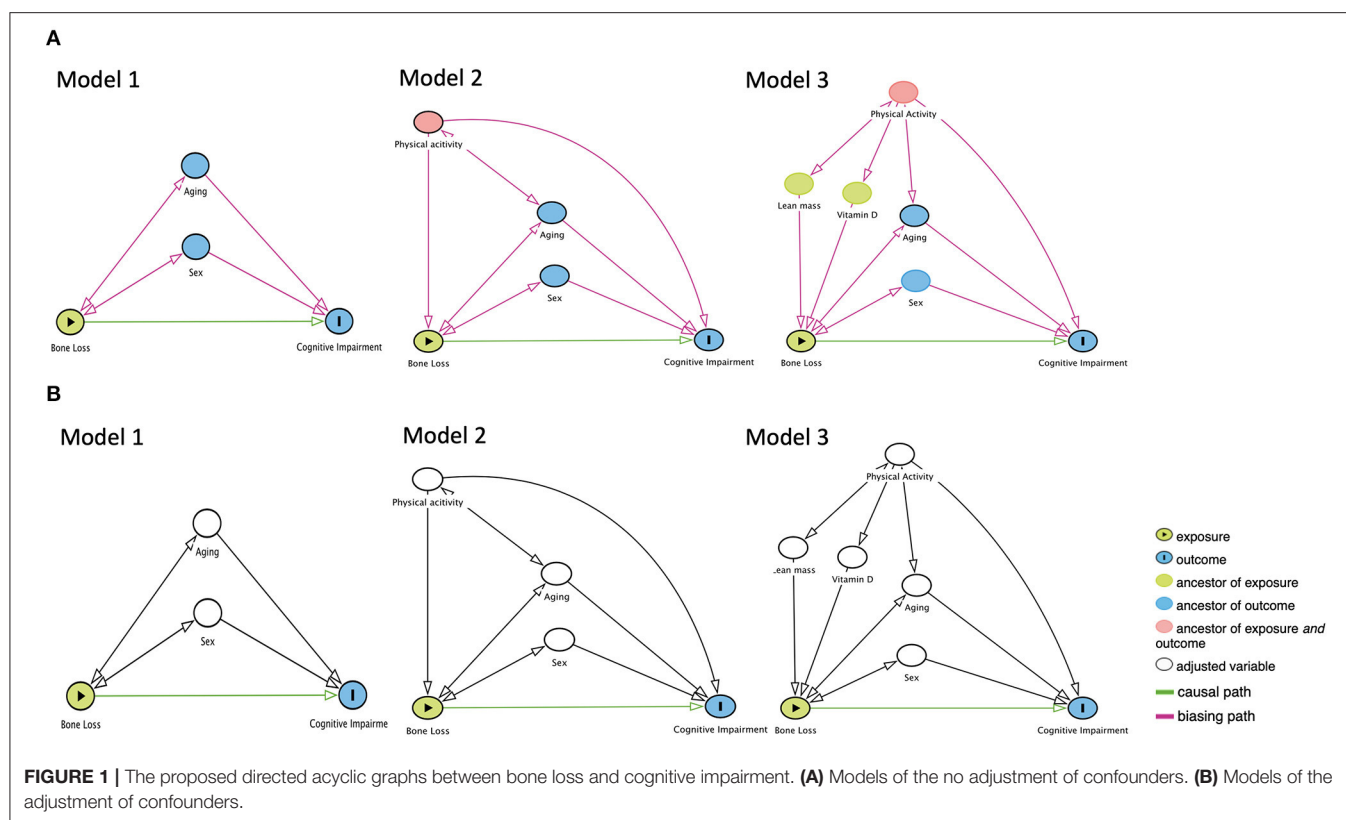 A
Model 1
Aging
Sex
Bone Loss
Cognitive Impairment
Model 2
Physical acitivity
Aging
Sex
Bone Loss
Cognitive Impairment
Model 3
Physical Activity
Lean mass
Vitamin D
Aging
Sex
Bone Loss
Cognitive Impairment
B
Model 1
Aging
Sex
Bone Loss
Cognitive Impairme
Model 2
Physical acitivity
Aging
Sex
Bone Loss
Cognitive Impairment
Model 3
Physical Activity
Lean mass
Vitamin D
Aging
Sex
Bone Loss
Cognitive Impairment
exposure
outcome
ancestor of exposure
ancestor of outcome
ancestor of exposure and
outcome
adjusted variable
causal path
biasing path
FIGURE 1 | The proposed directed acyclic graphs between bone loss and cognitive impairment. (A) Models of the no adjustment of confounders. (B) Models of the
adjustment of confounders.